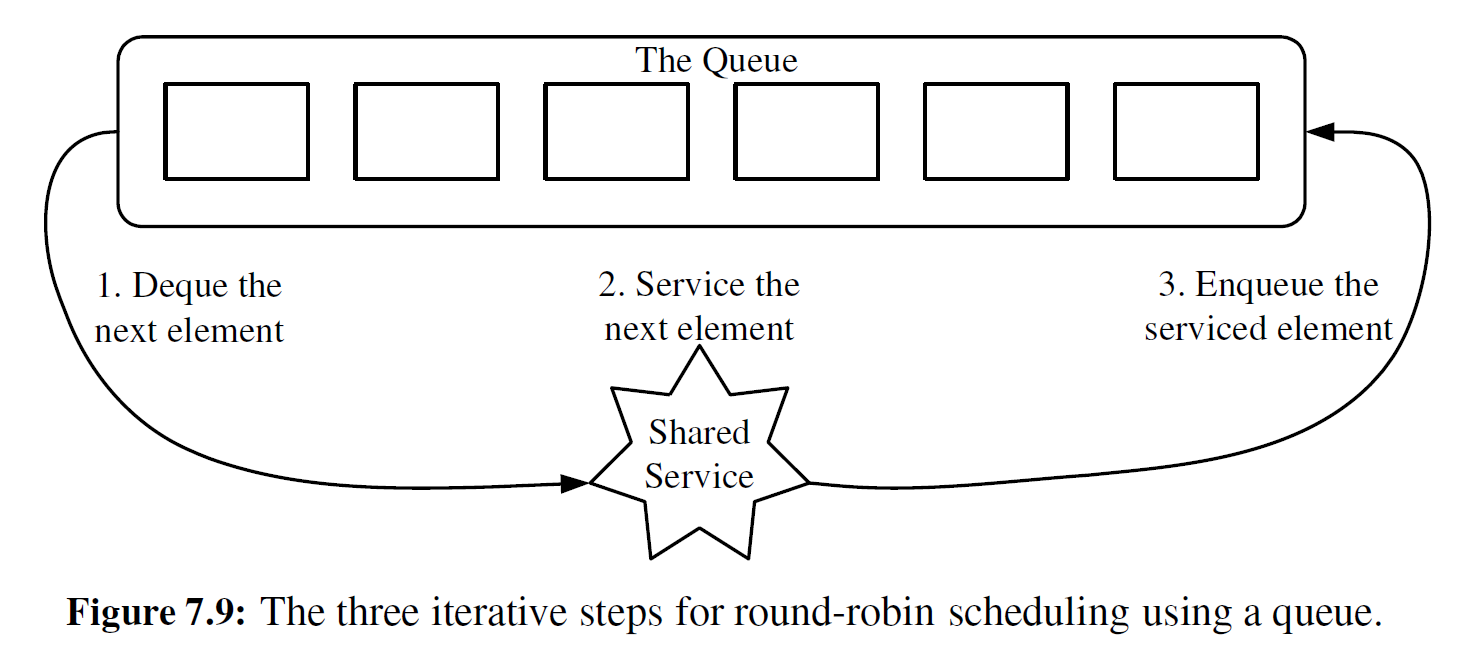 The Queue
1. Deque the
next element
2. Service the
next element
3. Enqueue the
serviced element
Shared
Service
Figure 7.9: The three iterative steps for round-robin scheduling using a queue.